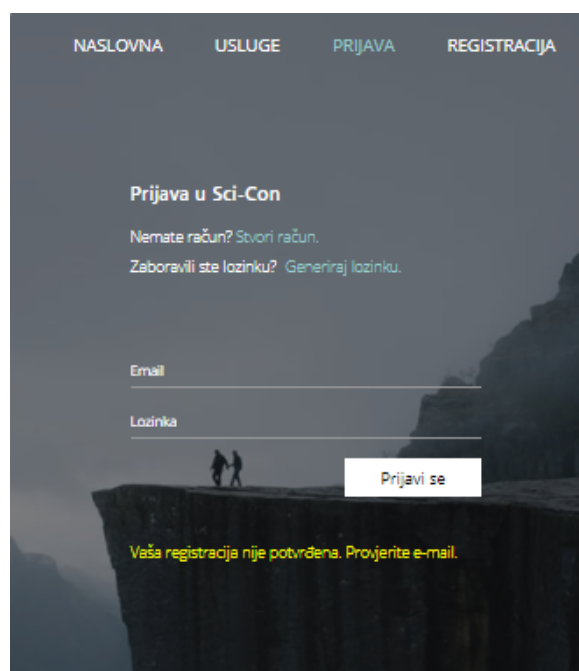 NASLOVNA USLUGE PRIJAVA REGISTRACIJA
Prijava u Sci-Con
Nemate račun? Stvori račun.
Zaboravili ste lozinku? Generiraj lozinku.
Email
Lozinka
Prijavi se
Vaša registracija nije potvrđena. Provjerite e-mail.